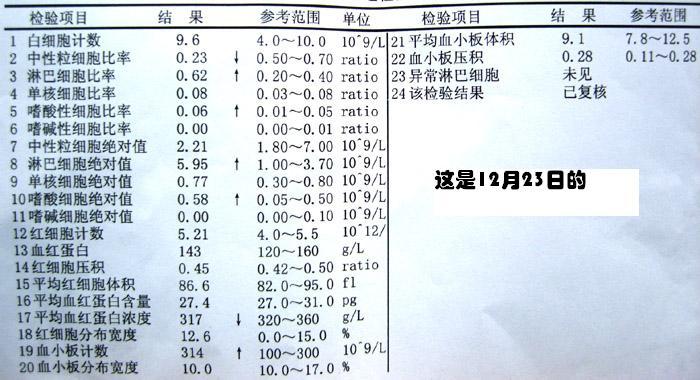 检验项目 结 果 参考范围 单位
1 白细胞计数 9.6 4.0～10.0 10^9/L
2 中性粒细胞比率 0.23 ↓ 0.50～0.70 ratio
3 淋巴细胞比率 0.62 ↑ 0.20～0.40 ratio
4 单核细胞比率 0.08 0.03～0.08 ratio
5 嗜酸性细胞比率 0.06 ↑ 0.01～0.05 ratio
6 嗜碱性细胞比率 0.00 0.00～0.01 ratio
7 中性粒细胞绝对值 2.21 1.80～7.00 10^9/L
8 淋巴细胞绝对值 5.95 ↑ 1.00～3.70 10^9/L
9 单核细胞绝对值 0.77 0.30～0.80 10^9/L
10 嗜酸细胞绝对值 0.58 ↑ 0.05～0.50 10^9/L
11 嗜碱细胞绝对值 0.00 0.00～0.10 10^9/L
12 红细胞计数 5.21 4.0～5.5 10^12/
13 血红蛋白 143 120～160 g/L
14 红细胞压积 0.45 0.42～0.50 ratio
15 平均红细胞体积 86.6 82.0～95.0 fl
16 平均血红蛋白含量 27.4 27.0～31.0 pg
17 平均血红蛋白浓度 317 ↓ 320～360 g/L
18 红细胞分布宽度 12.6 0.0～15.0 %
19 血小板计数 314 ↑ 100～300 10^9/L
20 血小板分布宽度 10.0 10.0～17.0 %
检验项目 结 果 参考范围
21 平均血小板体积 9.1 7.8～12.5
22 血小板压积 0.28 0.11～0.28
23 异常淋巴细胞 未见
24 该检验结果 已复核
这是12月23日的